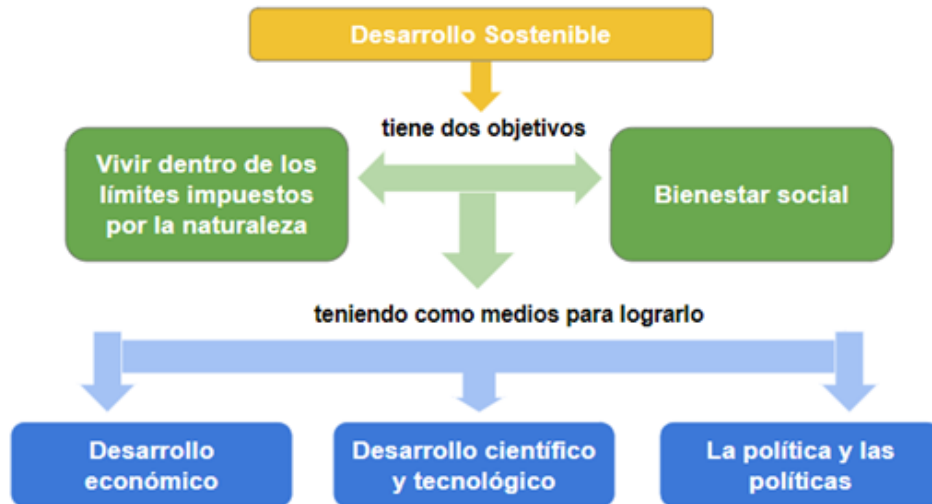 Desarrollo Sostenible
tiene dos objetivos
Vivir dentro de los
límites impuestos
por la naturaleza
Bienestar social
teniendo como medios para lograrlo
Desarrollo
económico
Desarrollo científico
y tecnológico
La política y las
políticas